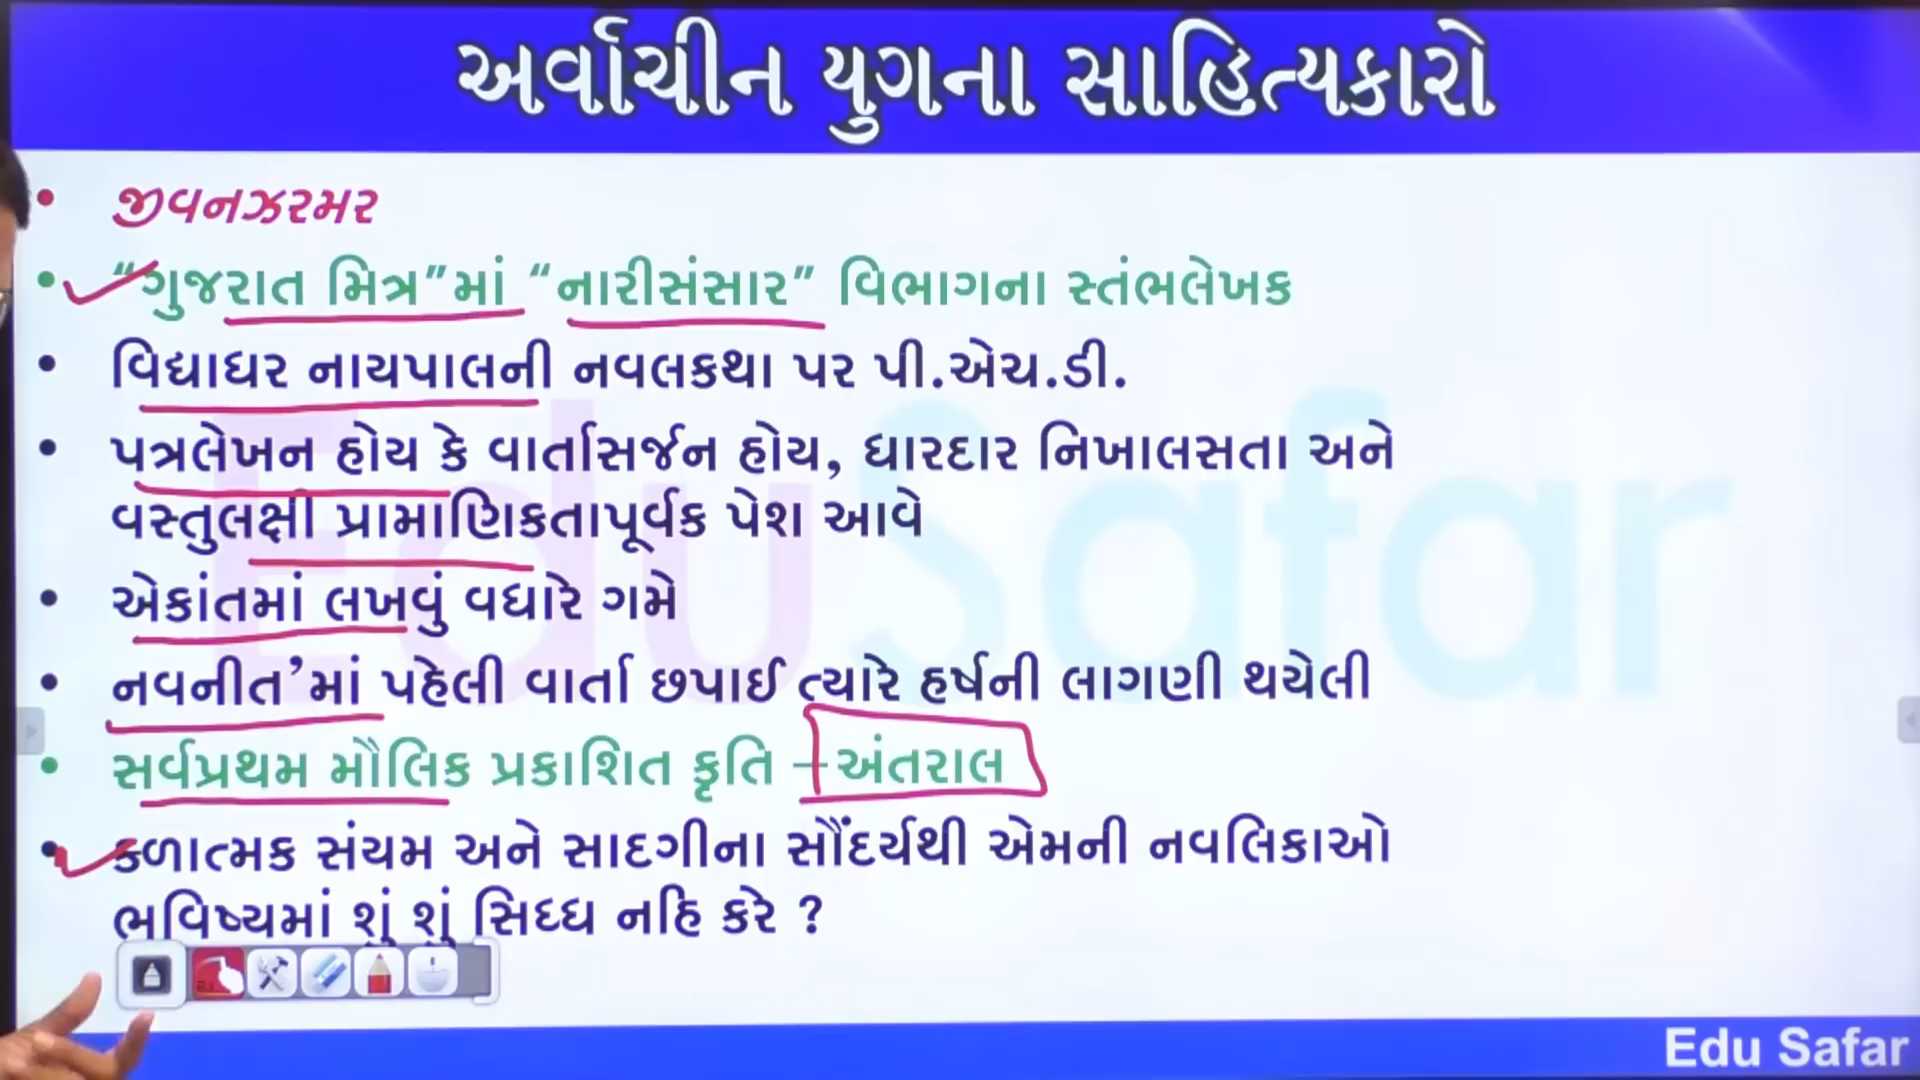 અર્વાચીન યુગના સાહિત્યકારો
• જીવનઝરમર
• “ગુજરાત મિત્ર”માં “નારીસંસાર” વિભાગના સ્તંભલેખક
• વિદ્યાધર નાયપાલની નવલકથા પર પી.એચ.ડી.
• પત્રલેખન હોય કે વાર્તાસર્જન હોય, ધારદાર નિખાલસતા અને
વસ્તુલક્ષી પ્રામાણિકતાપૂર્વક પેશ આવે
• એકાંતમાં લખવું વધારે ગમે
• નવનીત’માં પહેલી વાર્તા છપાઈ ત્યારે હર્ષની લાગણી થયેલી
• સર્વપ્રથમ મૌલિક પ્રકાશિત કૃતિ – અંતરાલ
• કળાત્મક સંયમ અને સાદગીના સૌંદર્યથી એમની નવલિકાઓ
ભવિષ્યમાં શું શું સિધ્ધ નહિ કરે ?
Edu Safar
Edu Safar